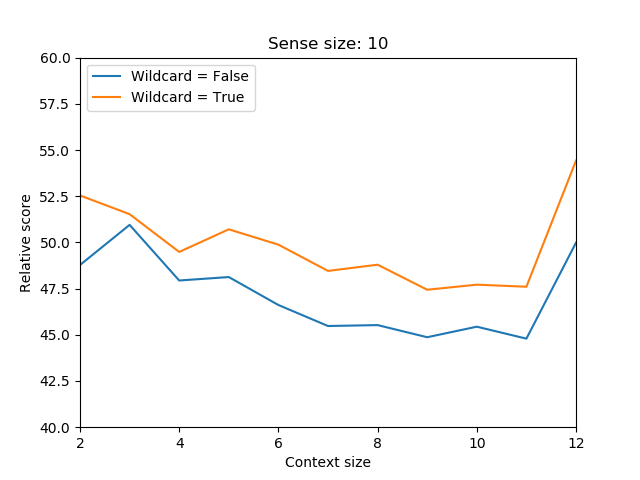 Sense size: 10
Wildcard = False
Wildcard = True
60.0
57.5
55.0
52.5
50.0
47.5
45.0
42.5
40.0
Relative score
2 4 6 8 10 12
Context size